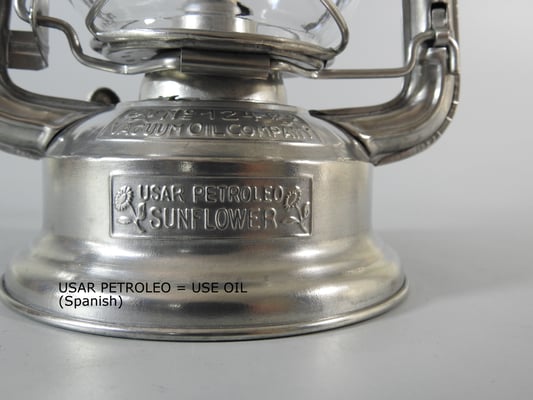 VACUUM OIL COMPANY
USAR PETROLEO
SUNFLOWER
USAR PETROLEO = USE OIL
(Spanish)